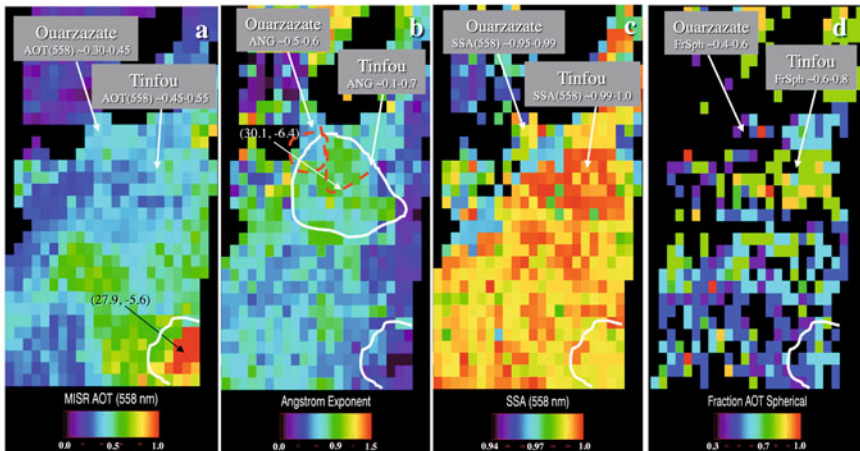 a
Ouarzazate
AOT(558) ~0.30-0.45
Tinfou
AOT(558) ~0.45-0.55
(27.9, -5.6)
MISR AOT (558 nm)
0.0 0.5 1.0
b
Ouarzazate
ANG ~0.5-0.6
Tinfou
ANG ~0.1-0.7
(30.1, -6.4)
Angstrom Exponent
0.0 0.9 1.5
c
Ouarzazate
SSA(558) ~0.95-0.99
Tinfou
SSA(558) ~0.99-1.0
SSA (558 nm)
0.94 0.97 1.0
d
Ouarzazate
FrSph ~0.4-0.6
Tinfou
FrSph ~0.6-0.8
Fraction AOT Spherical
0.3 0.7 1.0